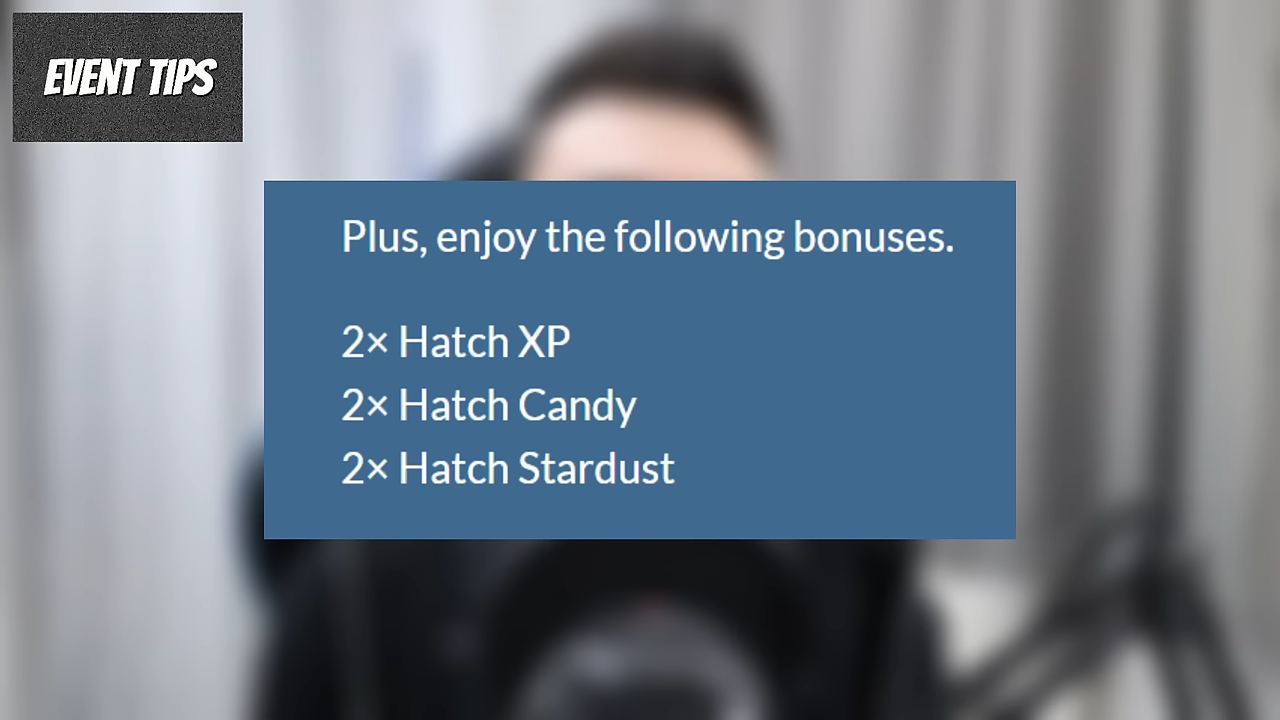 EVENT TIPS
Plus, enjoy the following bonuses.
2× Hatch XP
2× Hatch Candy
2× Hatch Stardust